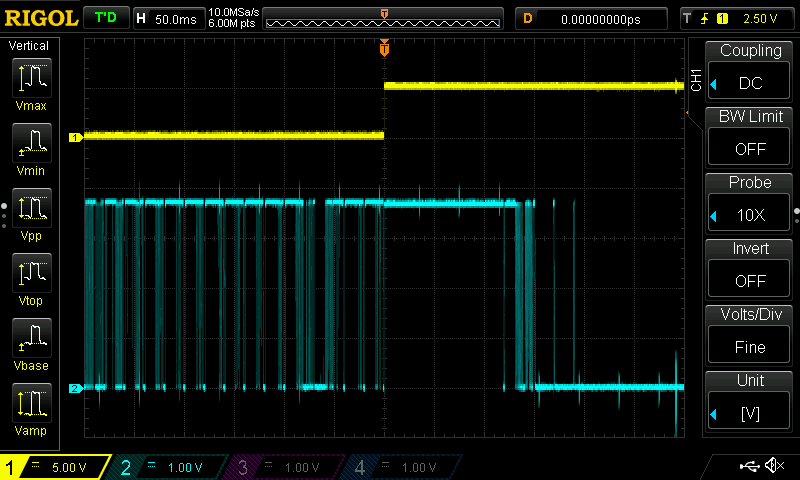 RIGOL T'D H 50.0ms 10.0MSa/s D 0.00000000ps T 1 2.50 V
6.00M pts
T
Vertical
Vmax
Vmin
Vpp
Vtop
Vbase
Vamp
T
1
2
CH1
Coupling
DC
BW Limit
OFF
Probe
10X
Invert
OFF
Volts/Div
Fine
Unit
[V]
1 5.00 V 2 1.00 V 3 1.00 V 4 1.00 V